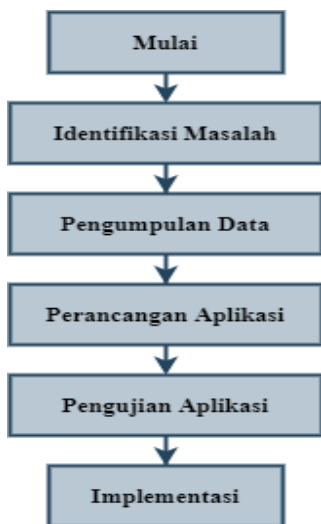 Mulai
Identifikasi Masalah
Pengumpulan Data
Perancangan Aplikasi
Pengujian Aplikasi
Implementasi